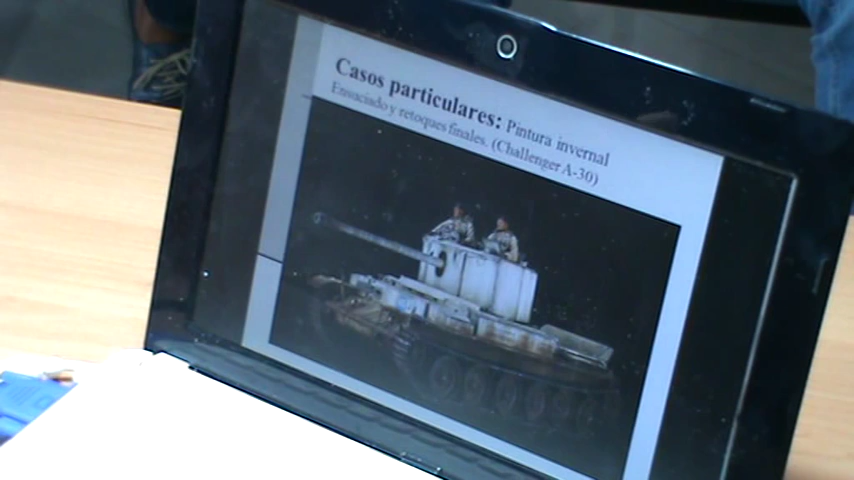 Casos particulares: Pintura invernal
Ensuciado y retoques finales. (Challenger A-30)